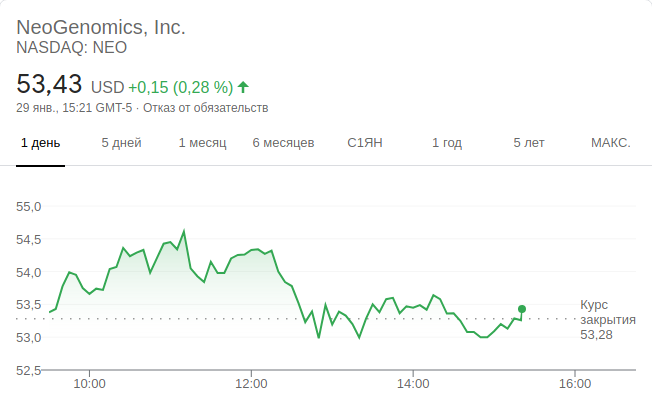 NeoGenomics, Inc.
NASDAQ: NEO
53,43 USD +0,15 (0,28 %)
29 янв., 15:21 GMT-5 · Отказ от обязательств
1 день 5 дней 1 месяц 6 месяцев С1ЯН 1 год 5 лет МАКС.
55,0
54,5
54,0
53,5
53,0
52,5
Курс
закрытия
53,28
10:00 12:00 14:00 16:00